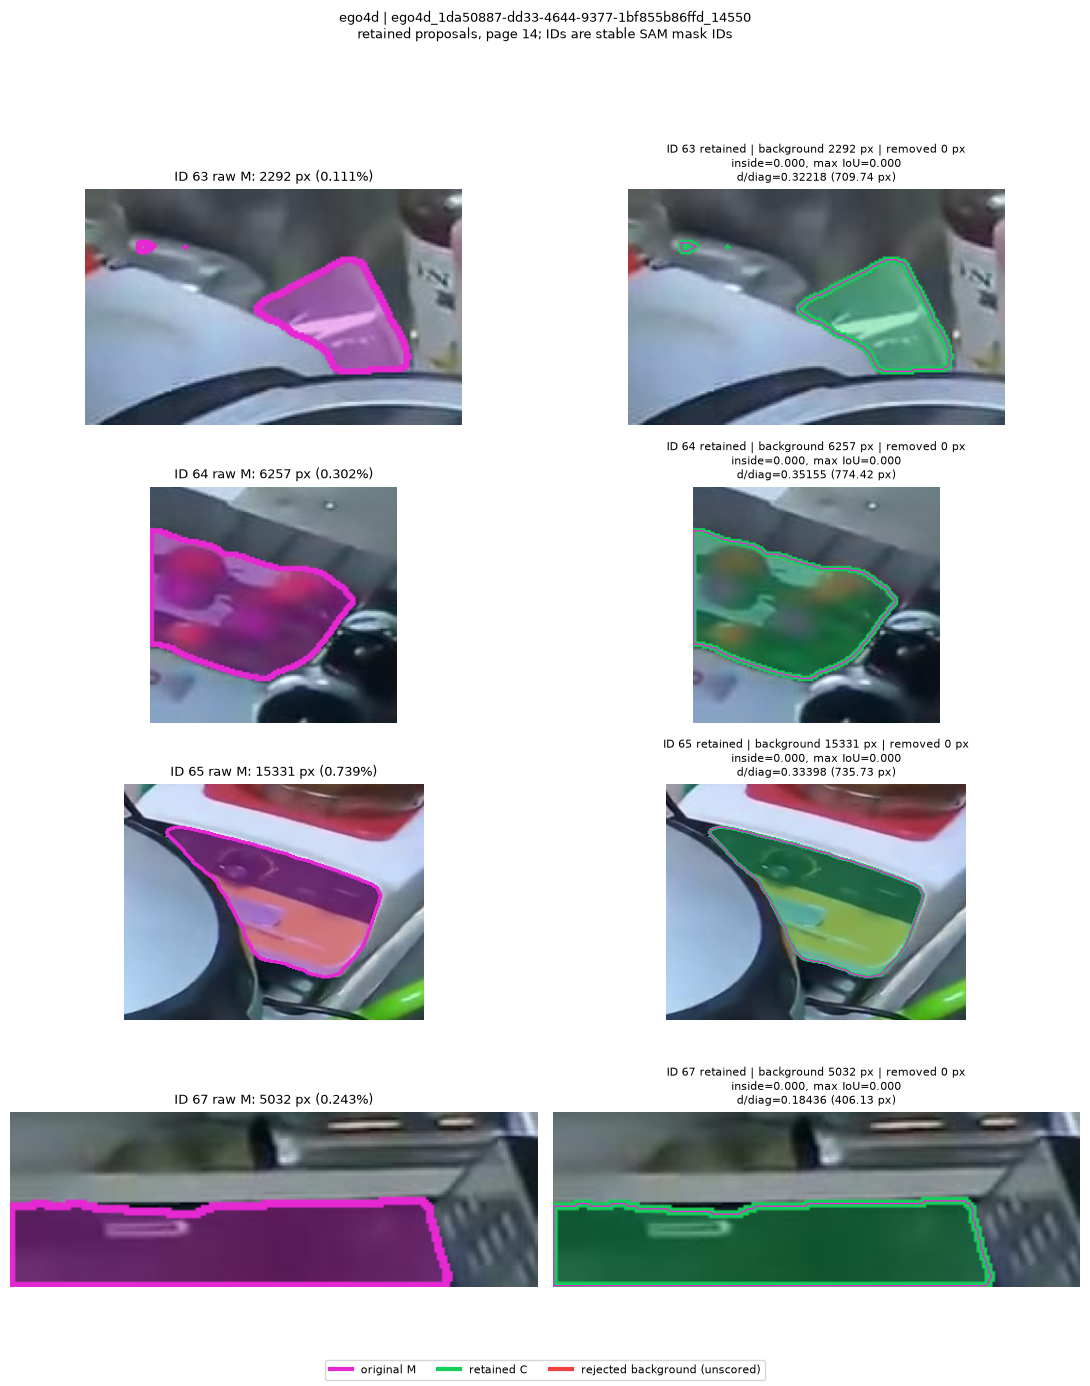 ego4d | ego4d_1da50887-dd33-4644-9377-1bf855b86ffd_14550
retained proposals, page 14; IDs are stable SAM mask IDs
ID 63 raw M: 2292 px (0.111%)
ID 63 retained | background 2292 px | removed 0 px
inside=0.000, max IoU=0.000
d/diag=0.32218 (709.74 px)
ID 64 raw M: 6257 px (0.302%)
ID 64 retained | background 6257 px | removed 0 px
inside=0.000, max IoU=0.000
d/diag=0.35155 (774.42 px)
ID 65 raw M: 15331 px (0.739%)
ID 65 retained | background 15331 px | removed 0 px
inside=0.000, max IoU=0.000
d/diag=0.33398 (735.73 px)
ID 67 raw M: 5032 px (0.243%)
ID 67 retained | background 5032 px | removed 0 px
inside=0.000, max IoU=0.000
d/diag=0.18436 (406.13 px)
original M
retained C
rejected background (unscored)